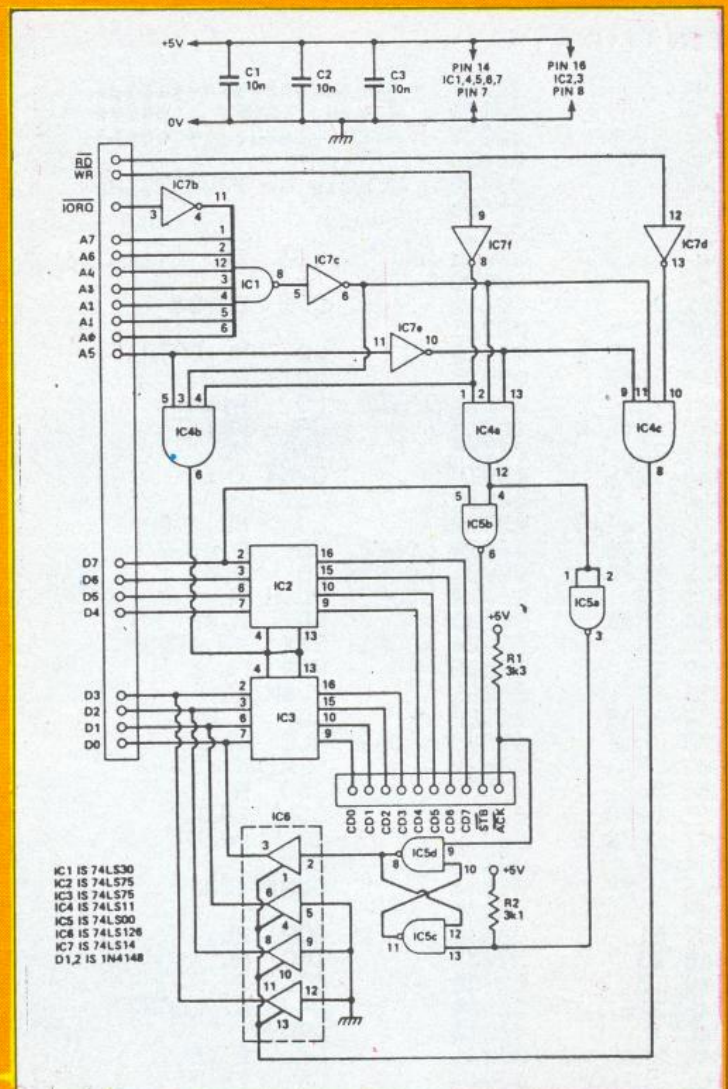 +5V
0V
C1
10n
C2
10n
C3
10n
PIN 14
IC1,4,5,6,7
PIN 7
PIN 16
IC2,3
PIN 8
RD
WR
IORQ
IC7b
3 4
11
A7 1
A6 2
A4 12
A3 3
A1 4
A1 5
A0 6
A5
IC1
8
IC7c
5 6
9
IC7f
8
12
IC7d
13
11 IC7e 10
5 3 4
IC4b
6
1 2 13
IC4a
12
9 11 10
IC4c
8
5 4
IC5b
6
1 2
IC5a
3
D7 2
D6 3
D5 6
D4 7
IC2
16
15
10
9
4 13
4 13
D3 2
D2 3
D1 6
D0 7
IC3
16
15
10
9
+5V
R1
3k3
CD0 CD1 CD2 CD3 CD4 CD5 CD6 CD7 STB ACK
IC6
3 2
1
6 5
4
8 9
10
11 12
13
8 IC5d 9
10
11 IC5c 12
13
+5V
R2
3k1
IC1 IS 74LS30
IC2 IS 74LS75
IC3 IS 74LS75
IC4 IS 74LS11
IC5 IS 74LS00
IC6 IS 74LS126
IC7 IS 74LS14
D1,2 IS 1N4148